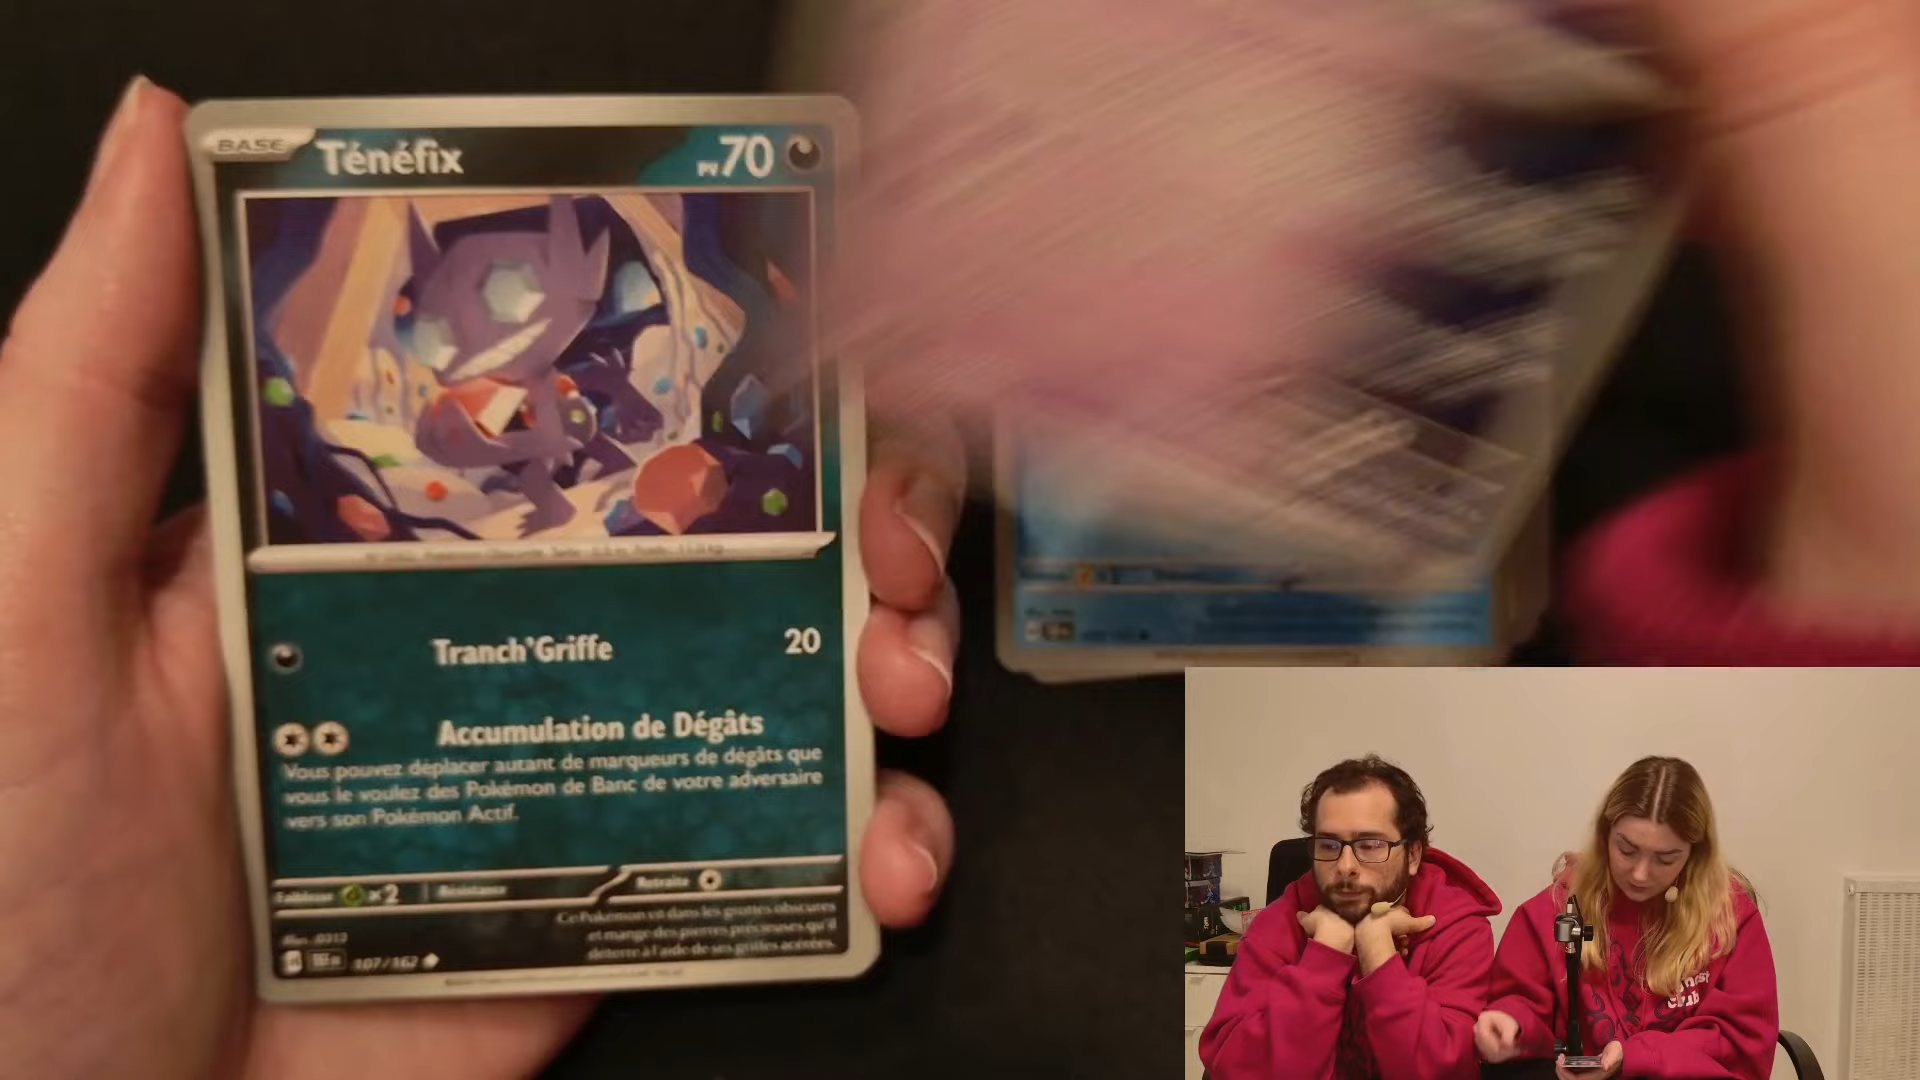 BASE
Ténéfix
PV 70
Tranch'Griffe
20
Accumulation de Dégâts
Vous pouvez déplacer autant de marqueurs de dégâts que
vous le voulez des Pokémon de Banc de votre adversaire
vers son Pokémon Actif.
Faiblesse ×2 Résistance
Retraite
Ce Pokémon vit dans les grottes obscures
et mange des pierres précieuses qu'il
déterre à l'aide de ses griffes acérées.
107/162
Club